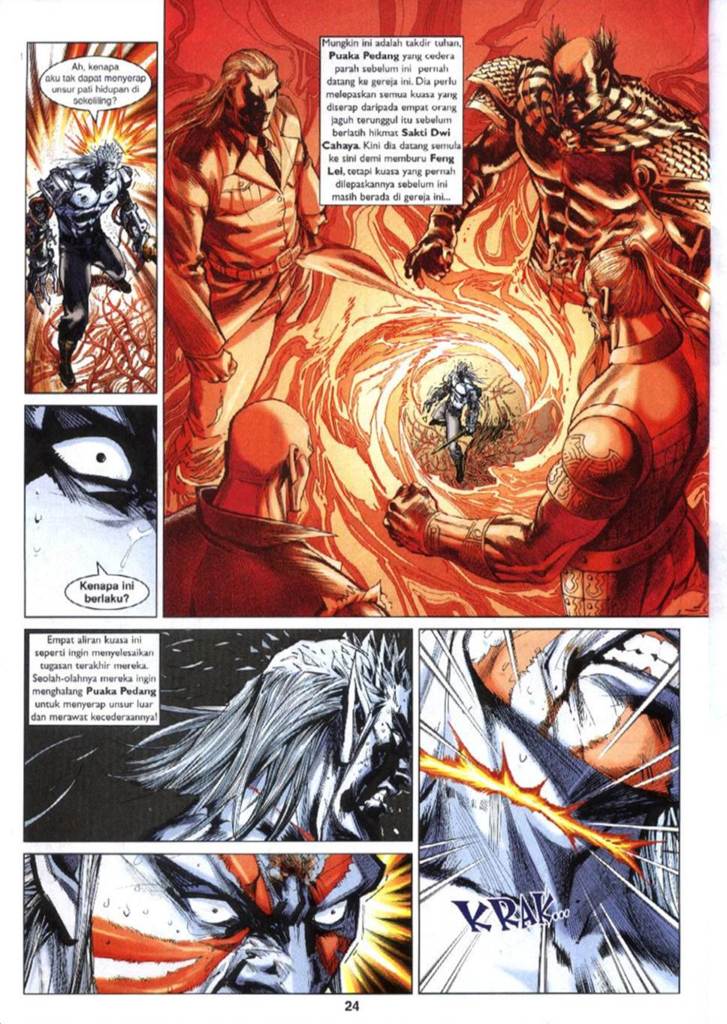 Ah, kenapa
aku tak dapat menyerap
unsur pati hidupan di
sekeliling?
Mungkin ini adalah takdir tuhan,
Puaka Pedang yang cedera
parah sebelum ini pernah
datang ke gereja ini. Dia perlu
melepaskan semua kuasa yang
diserap daripada empat orang
jaguh terunggul itu sebelum
berlatih hikmat Sakti Dwi
Cahaya. Kini dia datang semula
ke sini demi memburu Feng
Lei, tetapi kuasa yang pernah
dilepaskannya sebelum ini
masih berada di gereja ini...
Kenapa ini
berlaku?
Empat aliran kuasa ini
seperti ingin menyelesaikan
tugasan terakhir mereka.
Seolah-olahnya mereka ingin
menghalang Puaka Pedang
untuk menyerap unsur luar
dan merawat kecederaannya!
KRAK...
24